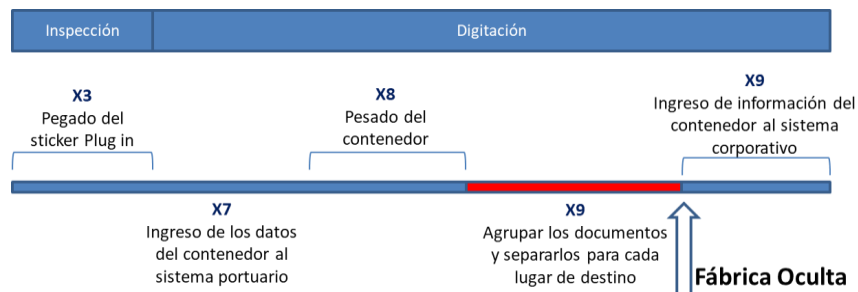 Inspección
Digitación
X3
Pegado del
sticker Plug in
X8
Pesado del
contenedor
X9
Ingreso de información del
contenedor al sistema
corporativo
X7
Ingreso de los datos
del contenedor al
sistema portuario
X9
Agrupar los documentos
y separarlos para cada
lugar de destino
Fábrica Oculta